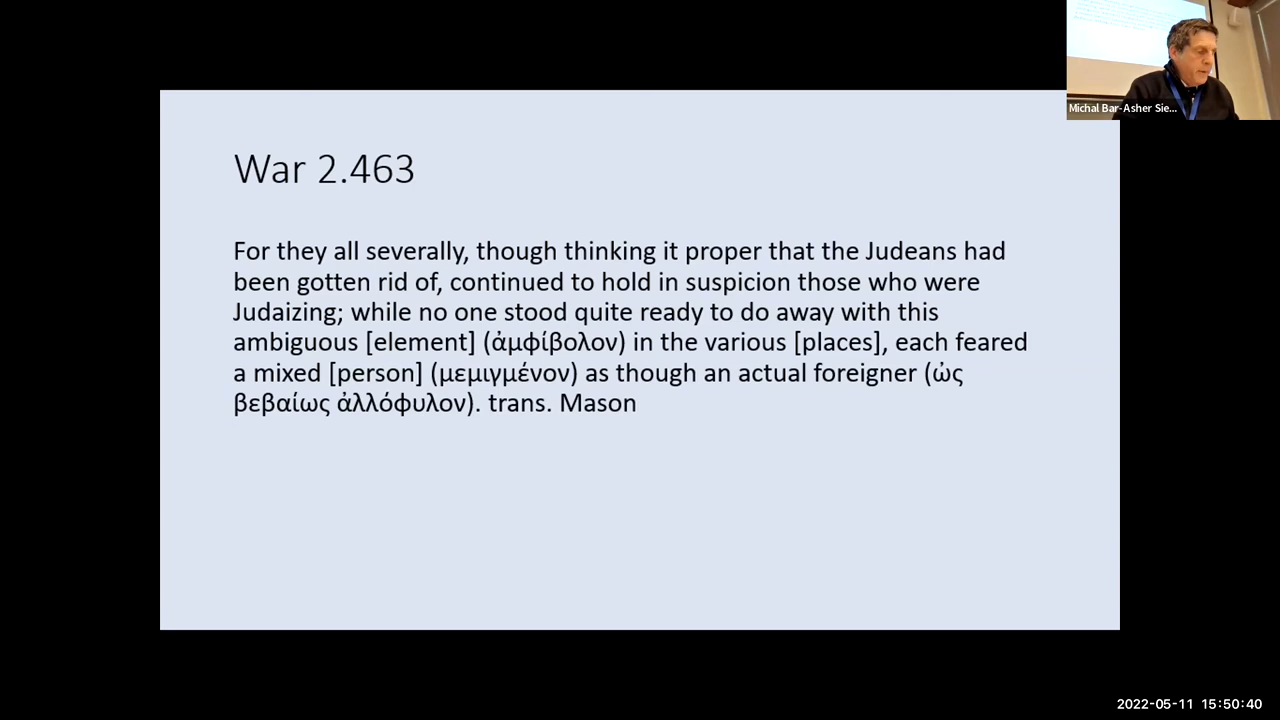 Michal Bar-Asher Sie...
War 2.463
For they all severally, though thinking it proper that the Judeans had
been gotten rid of, continued to hold in suspicion those who were
Judaizing; while no one stood quite ready to do away with this
ambiguous [element] (ἀμφίβολον) in the various [places], each feared
a mixed [person] (μεμιγμένον) as though an actual foreigner (ὠς
βεβαίως ἀλλόφυλον). trans. Mason
2022-05-11 15:50:40